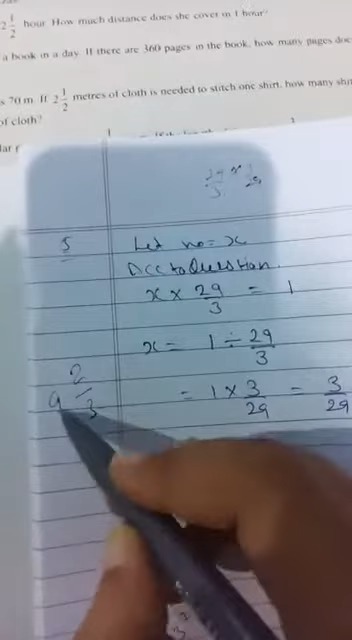 2 1/2 hour. How much distance does she cover in 1 hour?
a book in a day. If there are 360 pages in the book, how many pages does
s 70 m. If 2 1/2 metres of cloth is needed to stitch one shirt, how many shir
of cloth?
5 Let no = x
Acc to Question.
x × 29/3 = 1
x = 1 ÷ 29/3
= 1 × 3/29 = 3/29
9 2/3